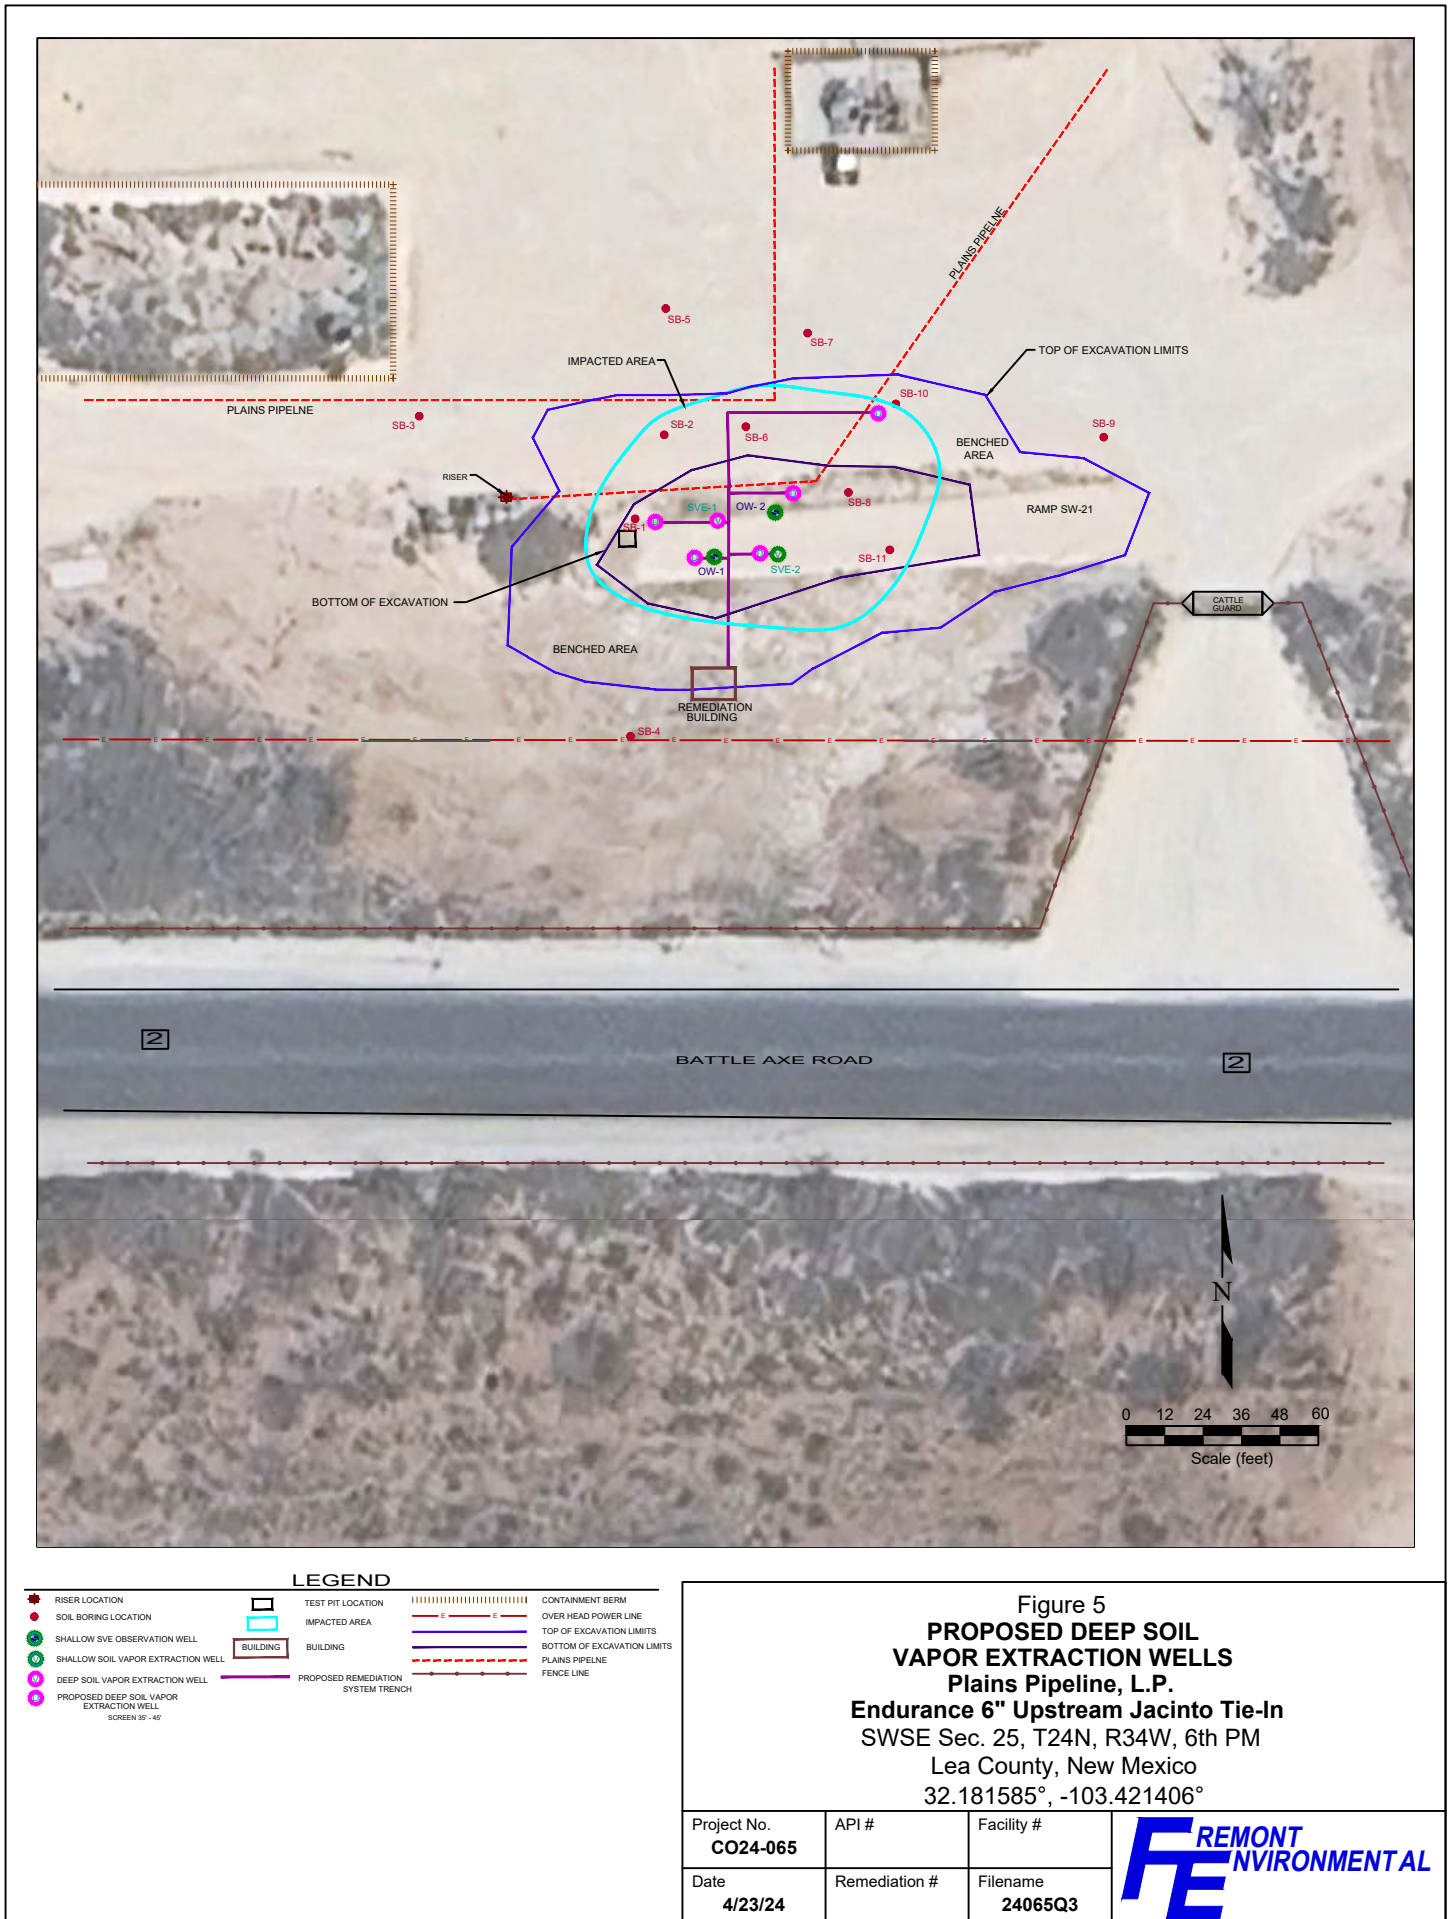 PLAINS PIPELNE
SB-5
SB-7
IMPACTED AREA
TOP OF EXCAVATION LIMITS
PLAINS PIPELNE
SB-3
SB-2
SB-6
SB-10
SB-9
BENCHED
AREA
RISER
SVE-1
OW- 2
SB-8
RAMP SW-21
SB-1
OW-1
SVE-2
SB-11
BOTTOM OF EXCAVATION
CATTLE
GUARD
BENCHED AREA
REMEDIATION
BUILDING
SB-4
E E E E E E E E E E E E E E E E E E E E E E E E E
2
BATTLE AXE ROAD
2
N
0 12 24 36 48 60
Scale (feet)
LEGEND
RISER LOCATION
SOIL BORING LOCATION
SHALLOW SVE OBSERVATION WELL
SHALLOW SOIL VAPOR EXTRACTION WELL
DEEP SOIL VAPOR EXTRACTION WELL
PROPOSED DEEP SOIL VAPOR
EXTRACTION WELL
SCREEN 35' - 45'
TEST PIT LOCATION
IMPACTED AREA
BUILDING BUILDING
PROPOSED REMEDIATION
SYSTEM TRENCH
CONTAINMENT BERM
E E OVER HEAD POWER LINE
TOP OF EXCAVATION LIMIITS
BOTTOM OF EXCAVATION LIMITS
PLAINS PIPELNE
FENCE LINE
Figure 5
PROPOSED DEEP SOIL
VAPOR EXTRACTION WELLS
Plains Pipeline, L.P.
Endurance 6" Upstream Jacinto Tie-In
SWSE Sec. 25, T24N, R34W, 6th PM
Lea County, New Mexico
32.181585°, -103.421406°
Project No.
CO24-065
API #
Facility #
Date
4/23/24
Remediation #
Filename
24065Q3
FREMONT
ENVIRONMENTAL